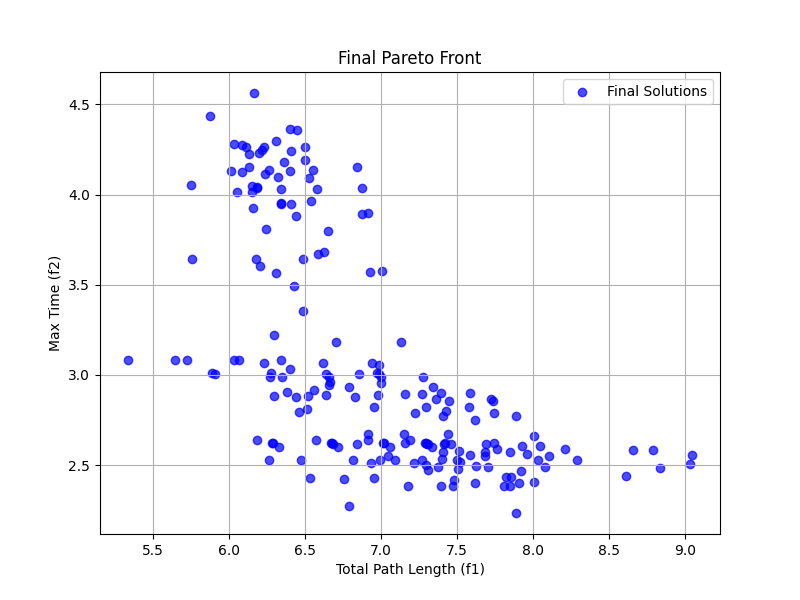 Final Pareto Front
Final Solutions
Max Time (f2)
4.5
4.0
3.5
3.0
2.5
5.5 6.0 6.5 7.0 7.5 8.0 8.5 9.0
Total Path Length (f1)